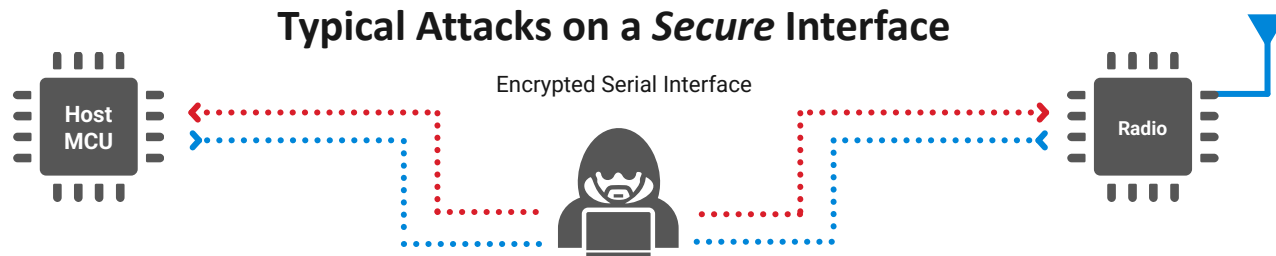 Typical Attacks on a Secure Interface
Encrypted Serial Interface
Host
MCU
Radio